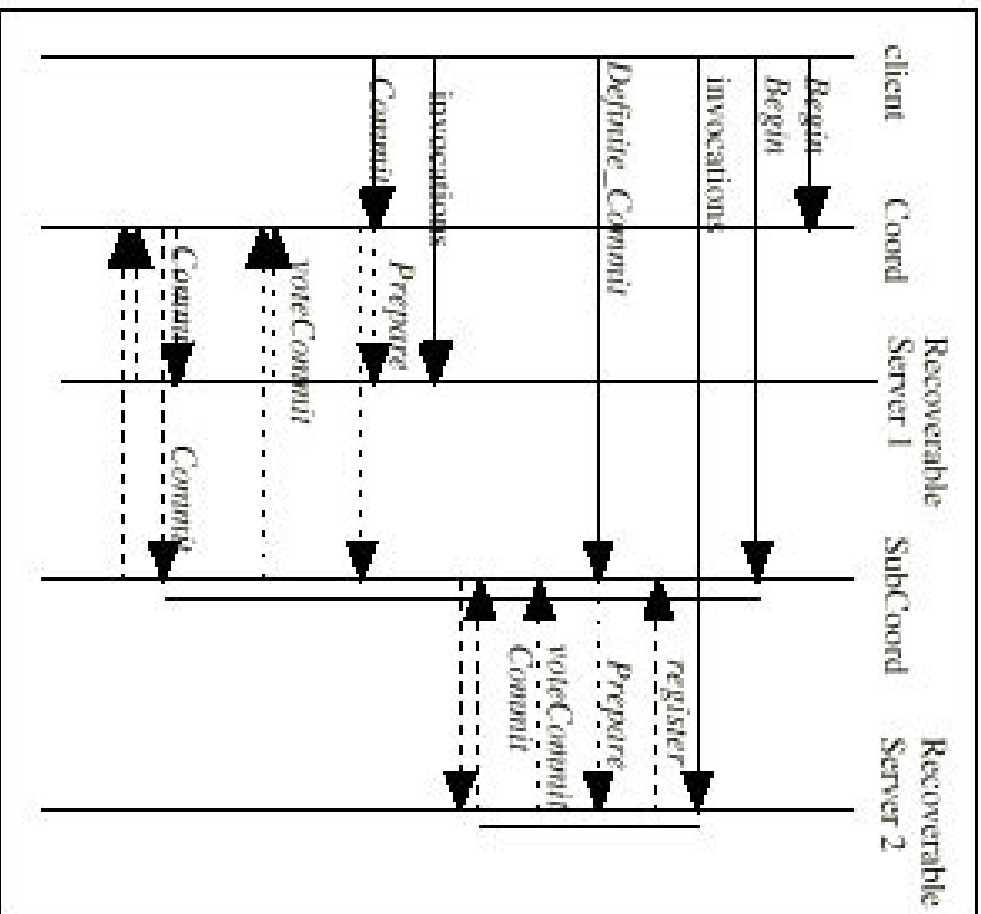 client
Coord
Recoverable
Server 1
SubCoord
Recoverable
Server 2
Begin
Begin
invocations
register
Definite_Commit
Prepare
voteCommit
Commit
invocations
Commit
Prepare
voteCommit
Commit
Commit